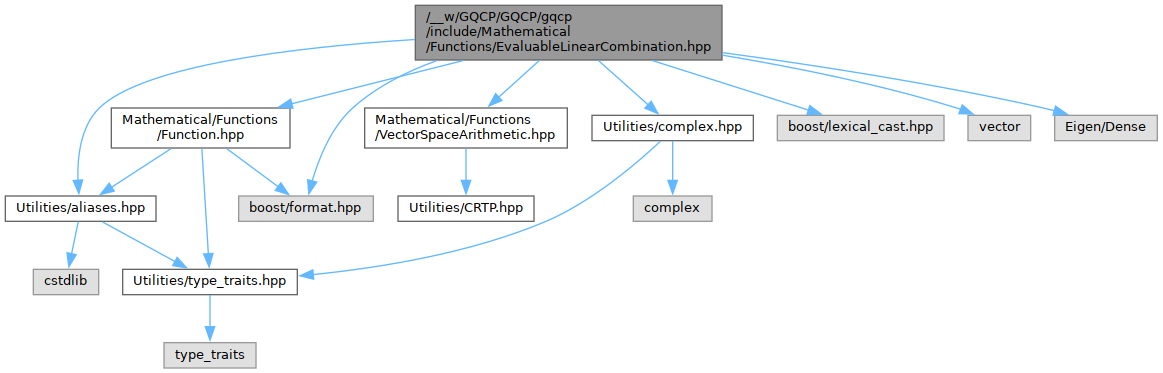 /__w/GQCP/GQCP/gqcp
/include/Mathematical
/Functions/EvaluableLinearCombination.hpp
Mathematical/Functions
/Function.hpp
Mathematical/Functions
/VectorSpaceArithmetic.hpp
Utilities/complex.hpp
boost/lexical_cast.hpp
vector
Eigen/Dense
Utilities/aliases.hpp
boost/format.hpp
Utilities/CRTP.hpp
complex
cstdlib
Utilities/type_traits.hpp
type_traits